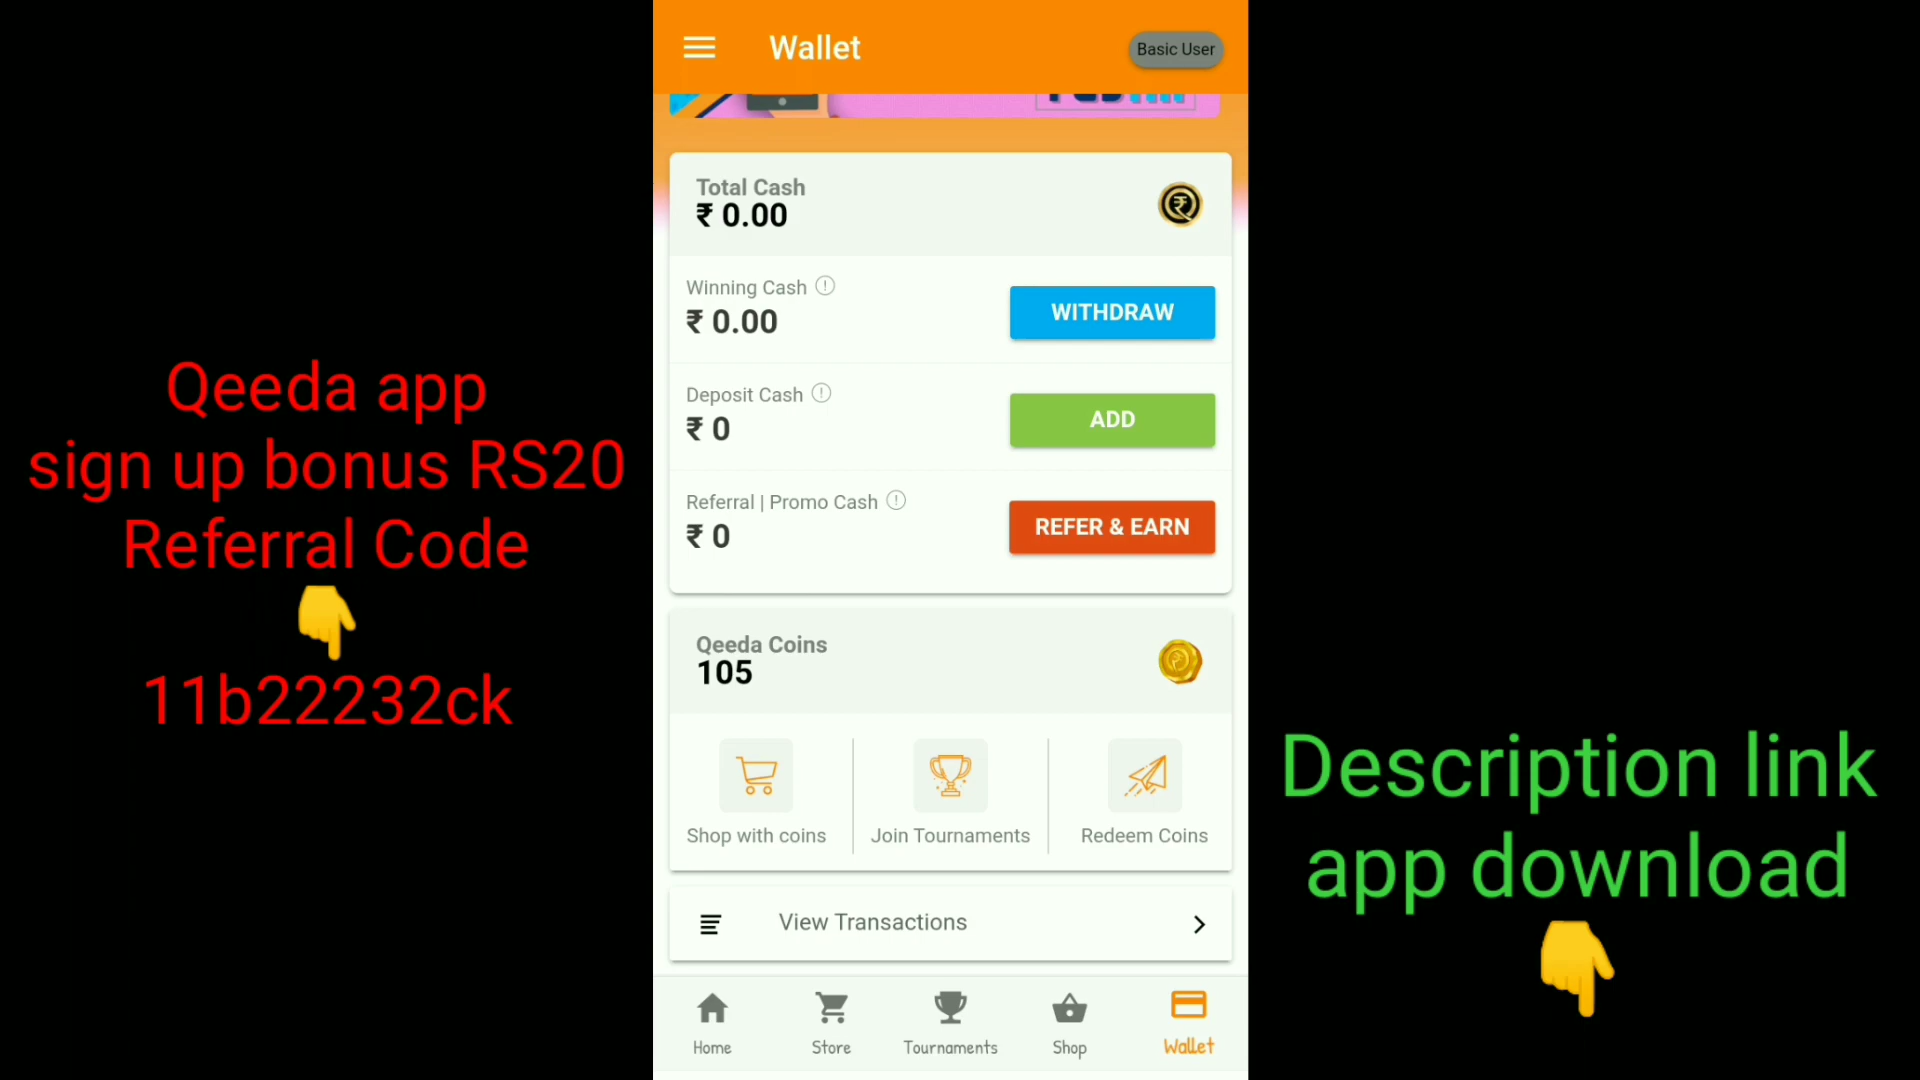 Qeeda app
sign up bonus RS20
Referral Code
👇
11b22232ck
Wallet
Basic User
Total Cash
₹ 0.00
Winning Cash
₹ 0.00
WITHDRAW
Deposit Cash
₹ 0
ADD
Referral | Promo Cash
₹ 0
REFER & EARN
Qeeda Coins
105
Shop with coins
Join Tournaments
Redeem Coins
View Transactions
Home
Store
Tournaments
Shop
Wallet
Description link
app download
👇